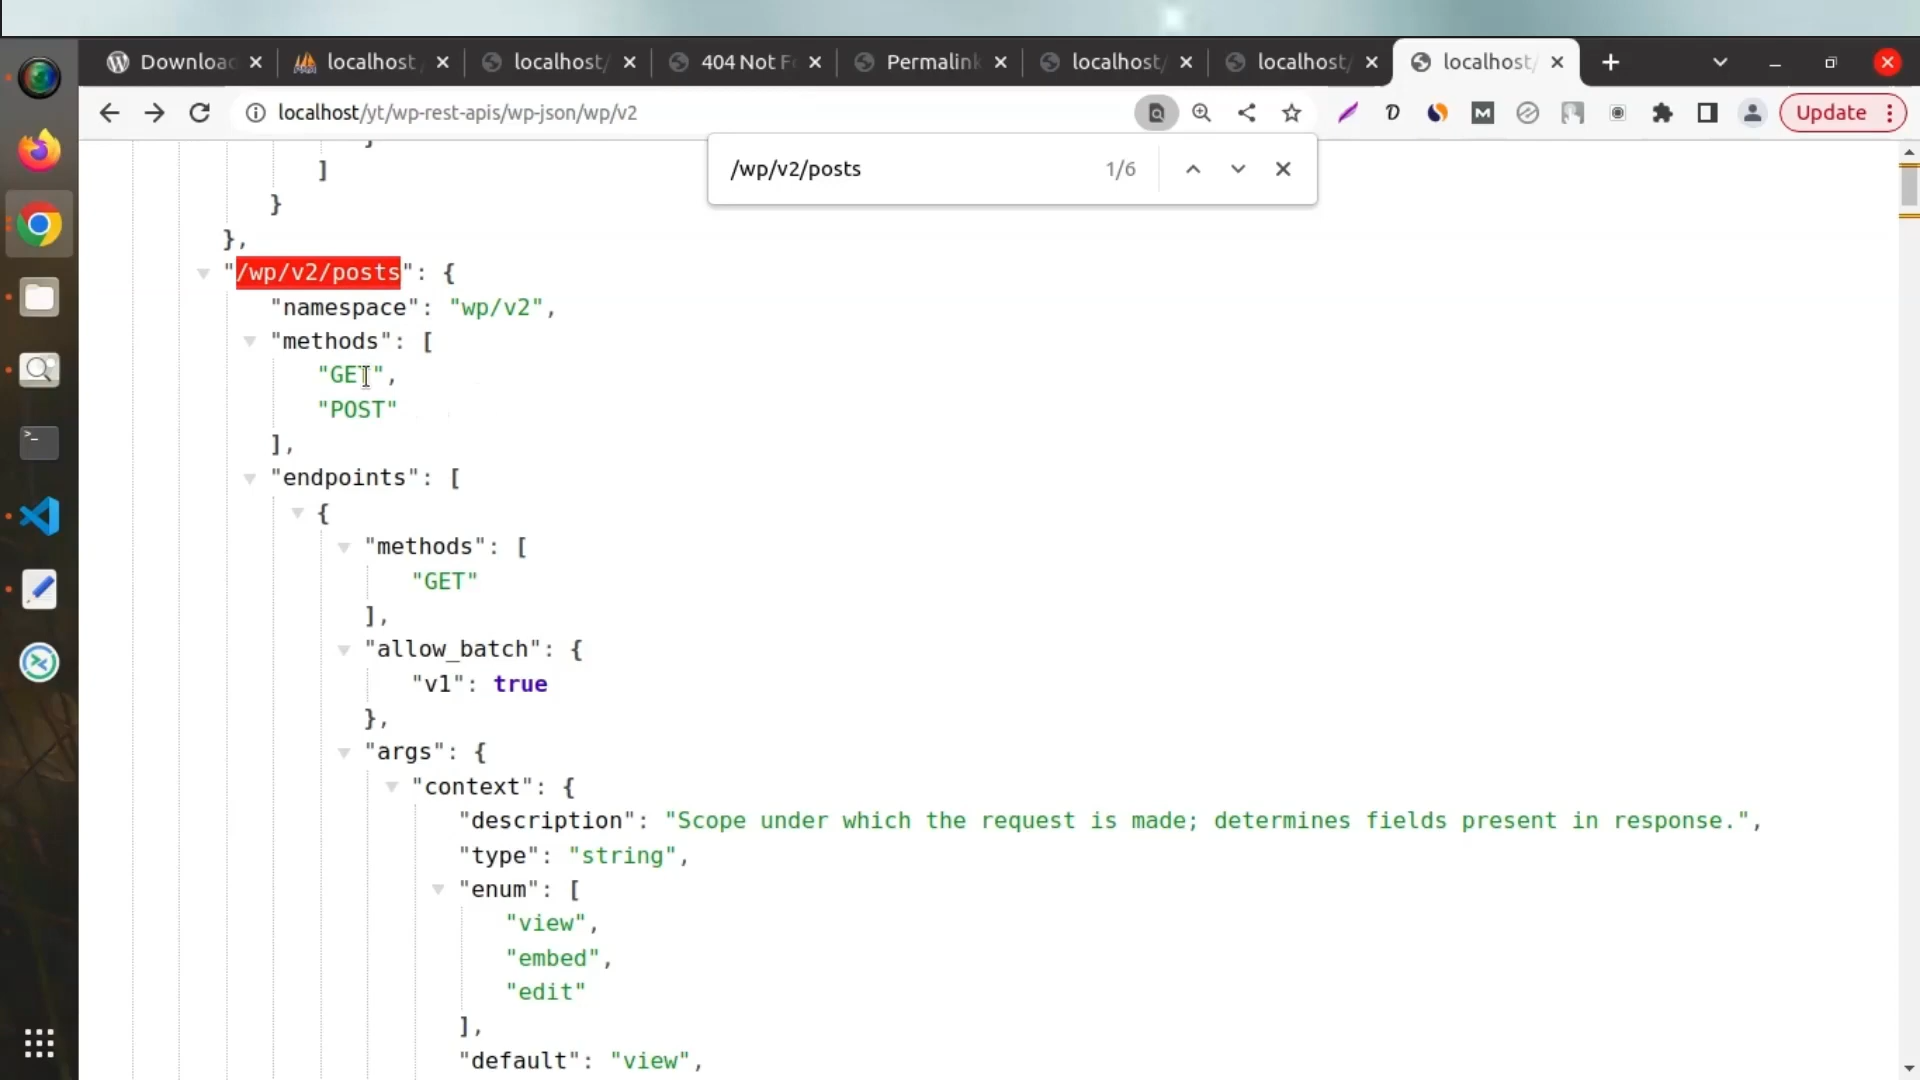 Downloa
localhost
localhost/
404 Not F
Permalink
localhost/
localhost/
localhost/
localhost/yt/wp-rest-apis/wp-json/wp/v2
Update
/wp/v2/posts 1/6
}
]
}
},
"/wp/v2/posts": {
"namespace": "wp/v2",
"methods": [
"GET",
"POST"
],
"endpoints": [
{
"methods": [
"GET"
],
"allow_batch": {
"v1": true
},
"args": {
"context": {
"description": "Scope under which the request is made; determines fields present in response.",
"type": "string",
"enum": [
"view",
"embed",
"edit"
],
"default": "view",